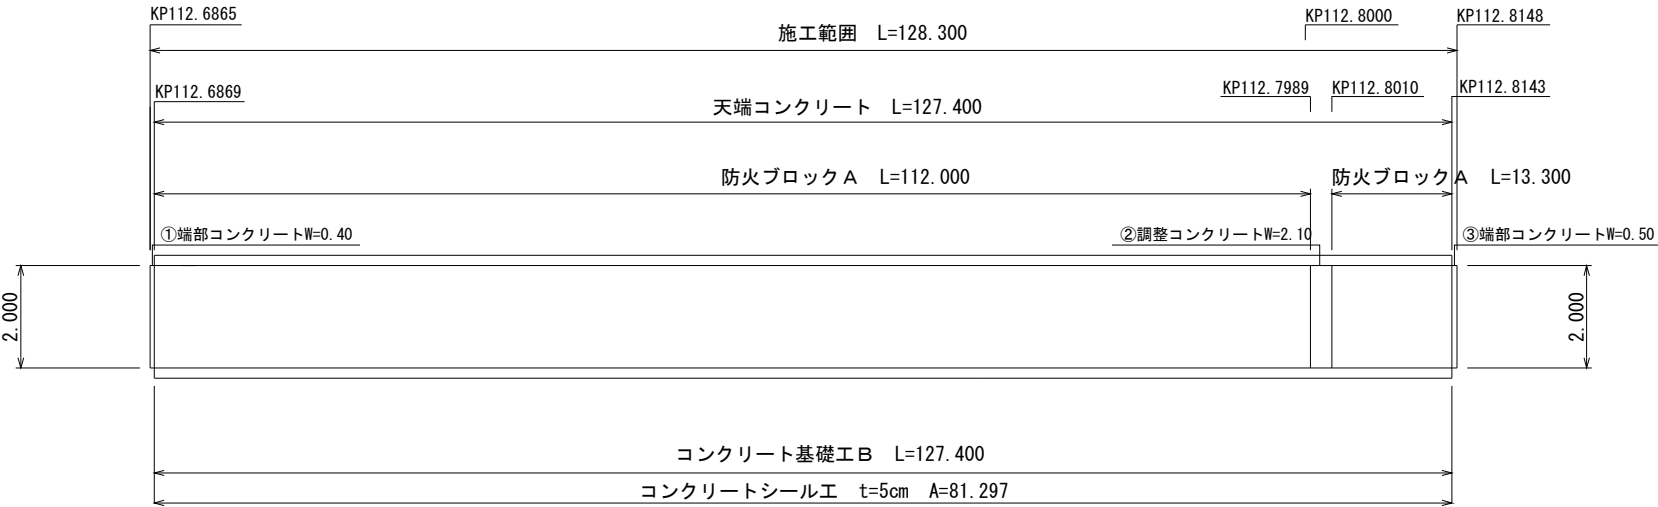 KP112.6865
KP112.8000
KP112.8148
施工範囲 L=128.300
KP112.6869
KP112.7989
KP112.8010
KP112.8143
天端コンクリート L=127.400
防火ブロックA L=112.000
防火ブロックA L=13.300
①端部コンクリートW=0.40
②調整コンクリートW=2.10
③端部コンクリートW=0.50
2.000
2.000
コンクリート基礎工B L=127.400
コンクリートシール工 t=5cm A=81.297